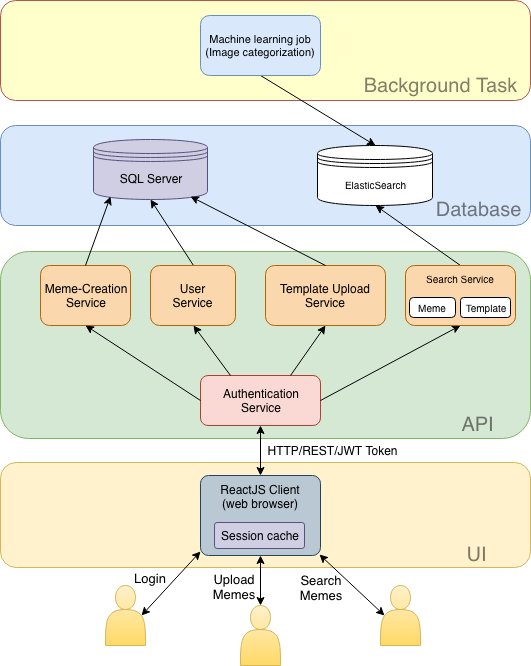 Machine learning job
(Image categorization)
Background Task
SQL Server
ElasticSearch
Database
Meme-Creation
Service
User
Service
Template Upload
Service
Search Service
Meme
Template
Authentication
Service
API
HTTP/REST/JWT Token
ReactJS Client
(web browser)
Session cache
UI
Login
Upload
Memes
Search
Memes